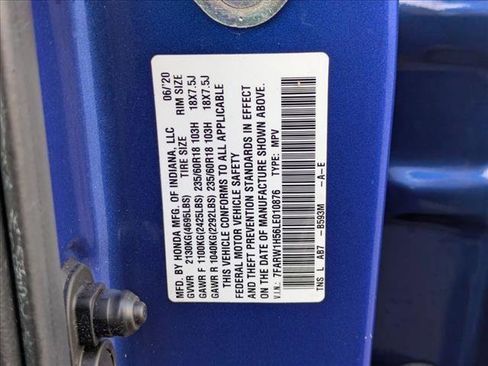 MFD. BY HONDA MFG. OF INDIANA, LLC 06/'20
TIRE SIZE RIM SIZE
GVWR 2130KG(4695LBS)
GAWR F 1100KG(2425LBS) 235/60R18 103H 18X7.5J
GAWR R 1040KG(2292LBS) 235/60R18 103H 18X7.5J
THIS VEHICLE CONFORMS TO ALL APPLICABLE
FEDERAL MOTOR VEHICLE SAFETY
AND THEFT PREVENTION STANDARDS IN EFFECT
ON THE DATE OF MANUFACTURE SHOWN ABOVE.
V.I.N.: 7FARW1H56LE010876 TYPE: MPV
TNS L AB7 -B593M -A-E